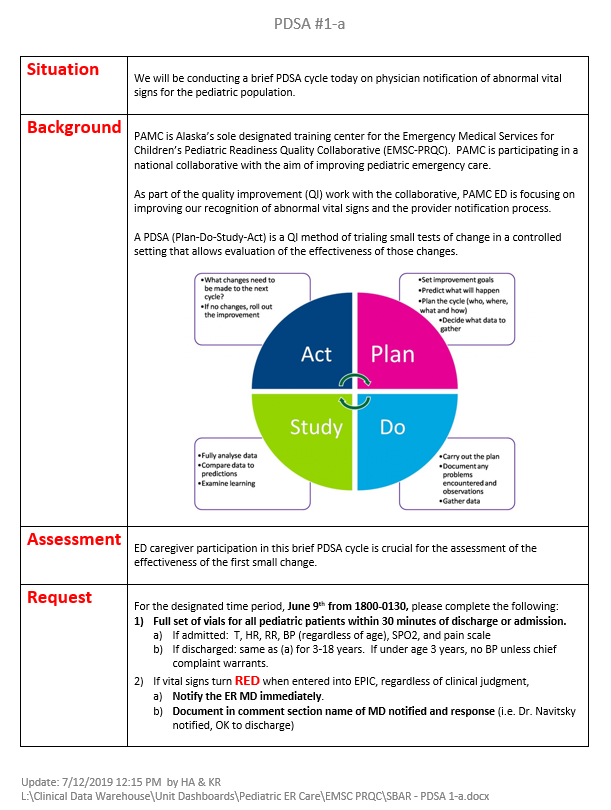 PDSA #1-a
Situation
We will be conducting a brief PDSA cycle today on physician notification of abnormal vital
signs for the pediatric population.
Background
PAMC is Alaska's sole designated training center for the Emergency Medical Services for
Children's Pediatric Readiness Quality Collaborative (EMSC-PRQC).  PAMC is participating in a
national collaborative with the aim of improving pediatric emergency care.
As part of the quality improvement (QI) work with the collaborative, PAMC ED is focusing on
improving our recognition of abnormal vital signs and the provider notification process.
A PDSA (Plan-Do-Study-Act) is a QI method of trialing small tests of change in a controlled
setting that allows evaluation of the effectiveness of those changes.
•What changes need to
be made to the next
cycle?
•If no changes, roll out
the improvement
•Set improvement goals
•Predict what will happen
•Plan the cycle (who, where,
what and how)
•Decide what data to
gather
Act
Plan
Study
Do
•Fully analyse data
•Compare data to
predictions
•Examine learning
•Carry out the plan
•Document any
problems
encountered and
observations
•Gather data
Assessment
ED caregiver participation in this brief PDSA cycle is crucial for the assessment of the
effectiveness of the first small change.
Request
For the designated time period, June 9th from 1800-0130, please complete the following:
1) Full set of vials for all pediatric patients within 30 minutes of discharge or admission.
a) If admitted:  T, HR, RR, BP (regardless of age), SPO2, and pain scale
b) If discharged: same as (a) for 3-18 years.  If under age 3 years, no BP unless chief
complaint warrants.
2) If vital signs turn RED when entered into EPIC, regardless of clinical judgment,
a) Notify the ER MD immediately.
b) Document in comment section name of MD notified and response (i.e. Dr. Navitsky
notified, OK to discharge)
Update: 7/12/2019 12:15 PM  by HA & KR
L:\Clinical Data Warehouse\Unit Dashboards\Pediatric ER Care\EMSC PRQC\SBAR - PDSA 1-a.docx